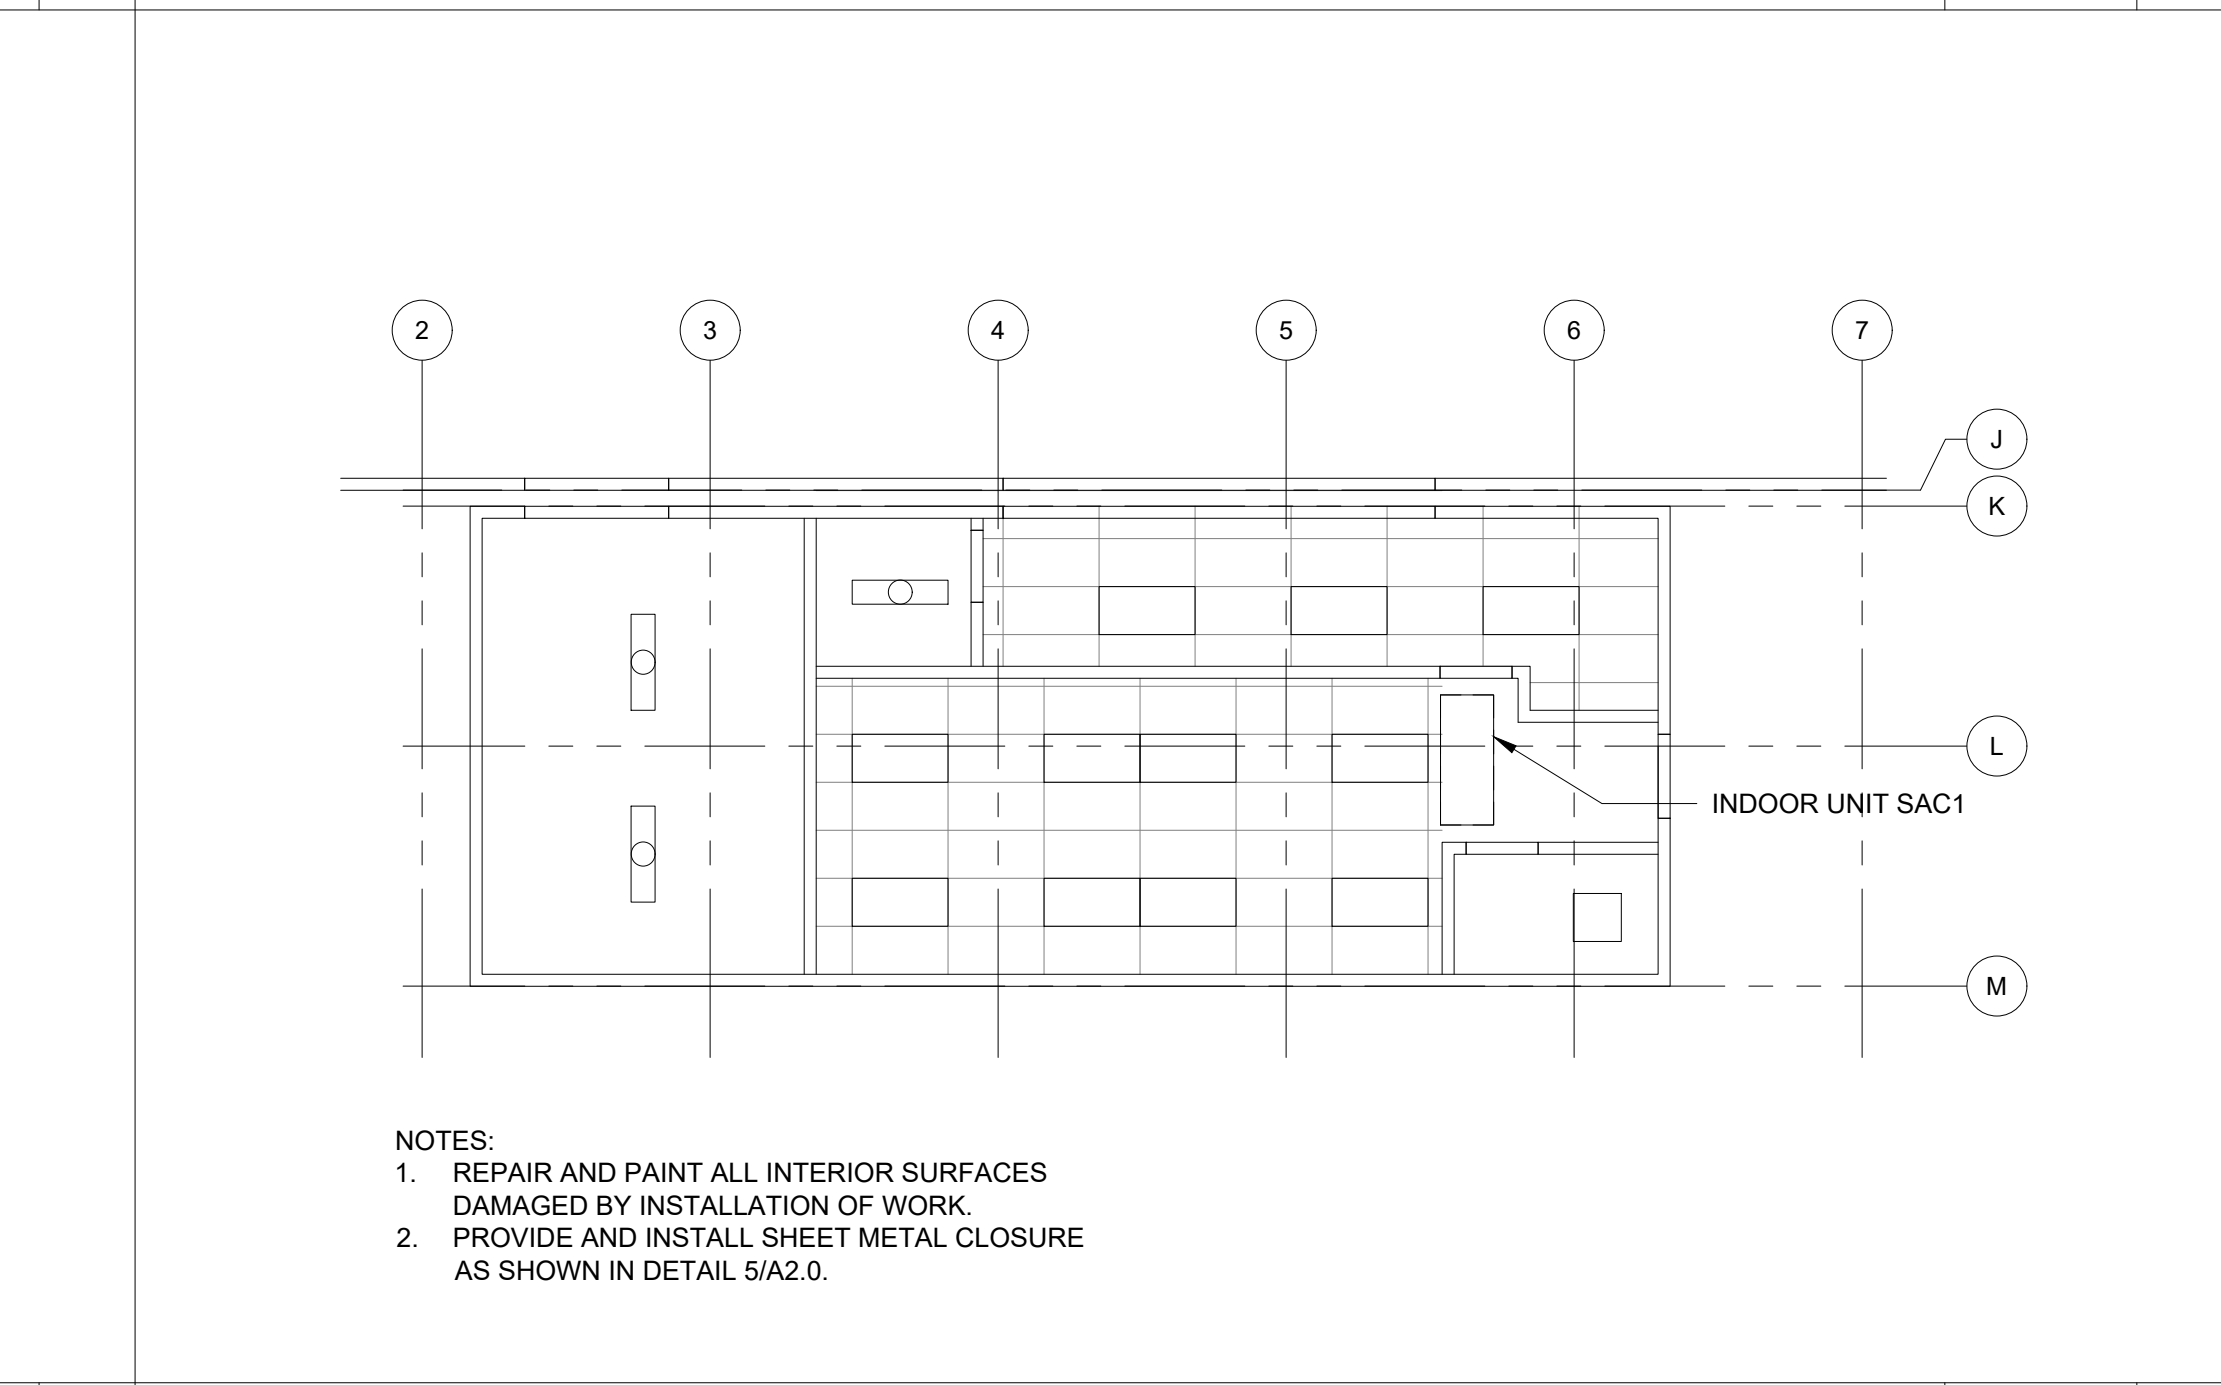 2 3 4 5 6 7
J
K
L
INDOOR UNIT SAC1
M
NOTES:
1. REPAIR AND PAINT ALL INTERIOR SURFACES
DAMAGED BY INSTALLATION OF WORK.
2. PROVIDE AND INSTALL SHEET METAL CLOSURE
AS SHOWN IN DETAIL 5/A2.0.